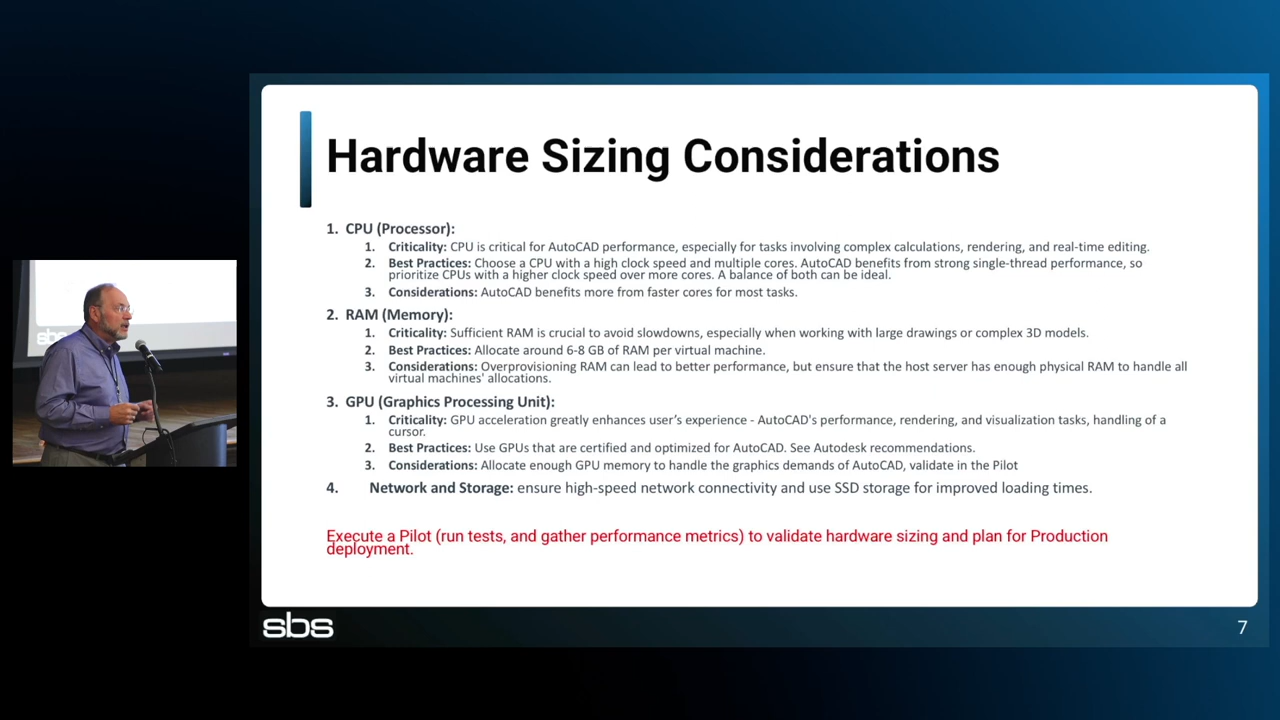 Hardware Sizing Considerations
1. CPU (Processor):
1. Criticality: CPU is critical for AutoCAD performance, especially for tasks involving complex calculations, rendering, and real-time editing.
2. Best Practices: Choose a CPU with a high clock speed and multiple cores. AutoCAD benefits from strong single-thread performance, so
prioritize CPUs with a higher clock speed over more cores. A balance of both can be ideal.
3. Considerations: AutoCAD benefits more from faster cores for most tasks.
2. RAM (Memory):
1. Criticality: Sufficient RAM is crucial to avoid slowdowns, especially when working with large drawings or complex 3D models.
2. Best Practices: Allocate around 6-8 GB of RAM per virtual machine.
3. Considerations: Overprovisioning RAM can lead to better performance, but ensure that the host server has enough physical RAM to handle all
virtual machines' allocations.
3. GPU (Graphics Processing Unit):
1. Criticality: GPU acceleration greatly enhances user’s experience - AutoCAD's performance, rendering, and visualization tasks, handling of a
cursor.
2. Best Practices: Use GPUs that are certified and optimized for AutoCAD. See Autodesk recommendations.
3. Considerations: Allocate enough GPU memory to handle the graphics demands of AutoCAD, validate in the Pilot
4. Network and Storage: ensure high-speed network connectivity and use SSD storage for improved loading times.
Execute a Pilot (run tests, and gather performance metrics) to validate hardware sizing and plan for Production
deployment.
sbs
7
sbs